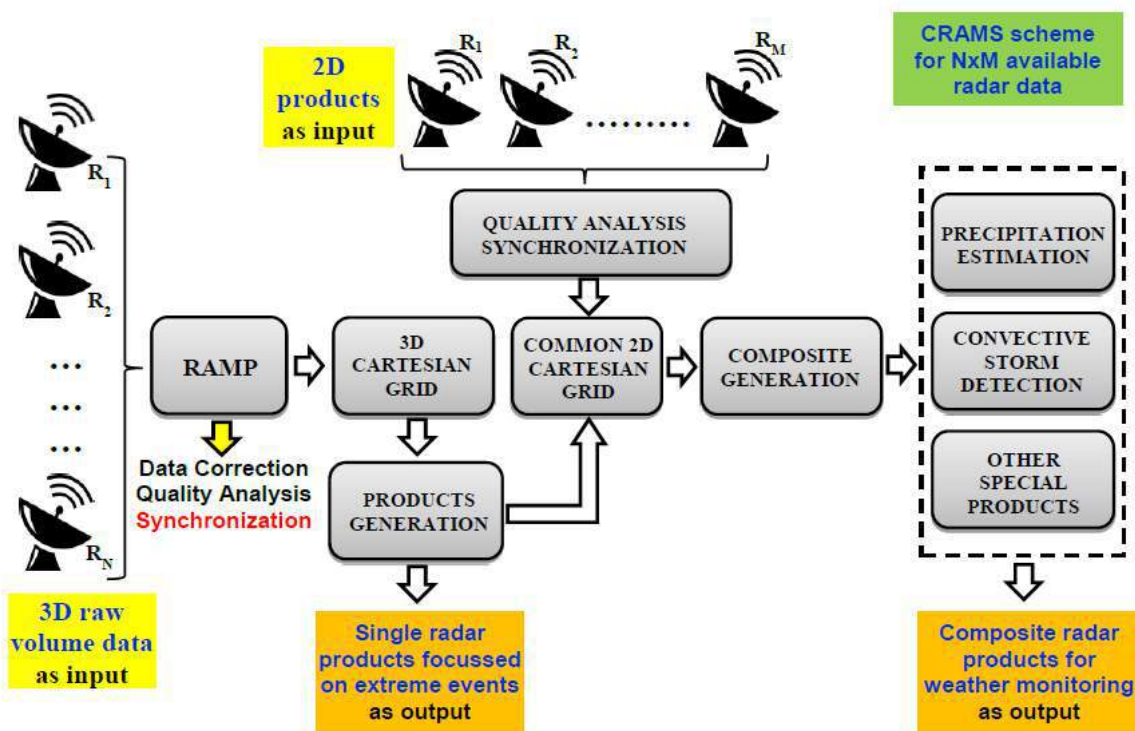 2D
products
as input
R1
R2
.........
RM
CRAMS scheme
for NxM available
radar data
R1
R2
...
...
...
RN
3D raw
volume data
as input
QUALITY ANALYSIS
SYNCHRONIZATION
RAMP
3D
CARTESIAN
GRID
COMMON 2D
CARTESIAN
GRID
COMPOSITE
GENERATION
PRECIPITATION
ESTIMATION
CONVECTIVE
STORM
DETECTION
OTHER
SPECIAL
PRODUCTS
Data Correction
Quality Analysis
Synchronization
PRODUCTS
GENERATION
Single radar
products focussed
on extreme events
as output
Composite radar
products for
weather monitoring
as output